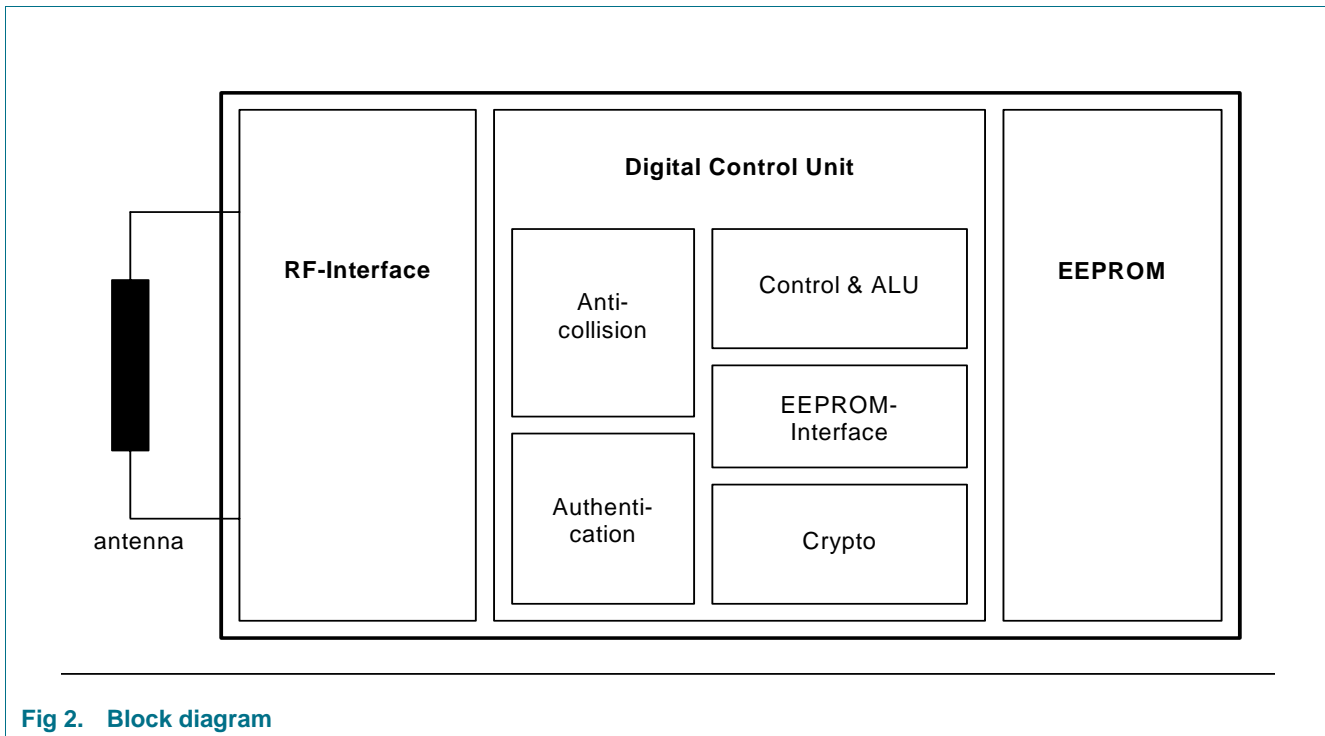 Digital Control Unit
RF-Interface
EEPROM
Anti-
collision
Control & ALU
EEPROM-
Interface
Authenti-
cation
Crypto
antenna
Fig 2. Block diagram